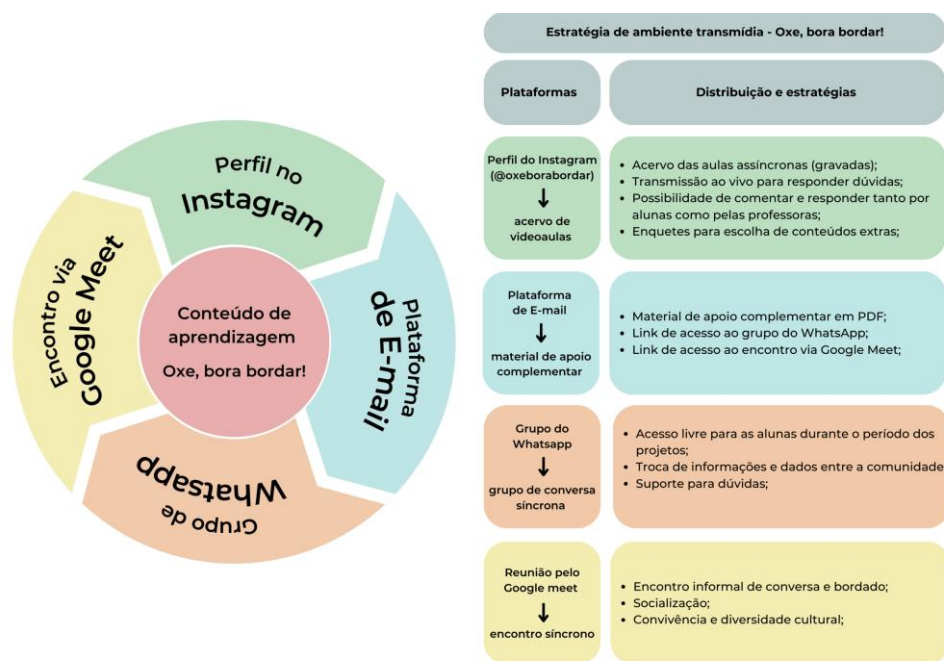 Perfil no
Instagram
Plataforma
de E-mail
Grupo de
Whatsapp
Encontro via
Google Meet
Conteúdo de
aprendizagem
Oxe, bora bordar!
Estratégia de ambiente transmídia - Oxe, bora bordar!
Plataformas
Distribuição e estratégias
Perfil do Instagram
(@oxeborabordar)
acervo de
videoaulas
• Acervo das aulas assíncronas (gravadas);
• Transmissão ao vivo para responder dúvidas;
• Possibilidade de comentar e responder tanto por
alunas como pelas professoras;
• Enquetes para escolha de conteúdos extras;
Plataforma
de E-mail
material de apoio
complementar
• Material de apoio complementar em PDF;
• Link de acesso ao grupo do WhatsApp;
• Link de acesso ao encontro via Google Meet;
Grupo do
Whatsapp
grupo de conversa
síncrona
• Acesso livre para as alunas durante o período dos
projetos;
• Troca de informações e dados entre a comunidade
• Suporte para dúvidas;
Reunião pelo
Google meet
encontro síncrono
• Encontro informal de conversa e bordado;
• Socialização;
• Convivência e diversidade cultural;